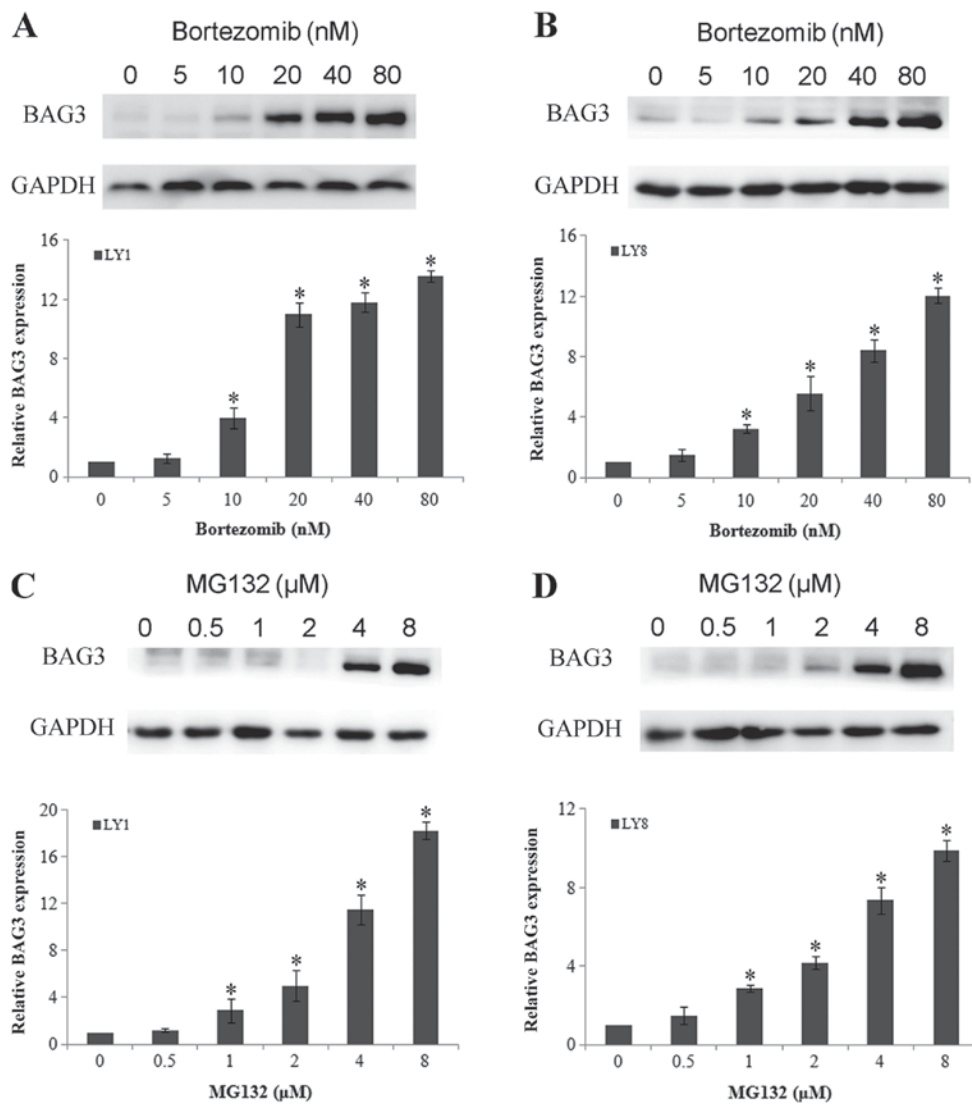 A
Bortezomib (nM)
0 5 10 20 40 80
BAG3
GAPDH
16
12
8
4
0
LY1
* * * *
Relative BAG3 expression
0 5 10 20 40 80
Bortezomib (nM)
B
Bortezomib (nM)
0 5 10 20 40 80
BAG3
GAPDH
16
12
8
4
0
LY8
* * * *
Relative BAG3 expression
0 5 10 20 40 80
Bortezomib (nM)
C
MG132 (μM)
0 0.5 1 2 4 8
BAG3
GAPDH
20
16
12
8
4
0
LY1
* * * *
Relative BAG3 expression
0 0.5 1 2 4 8
MG132 (μM)
D
MG132 (μM)
0 0.5 1 2 4 8
BAG3
GAPDH
12
8
4
0
LY8
* * * *
Relative BAG3 expression
0 0.5 1 2 4 8
MG132 (μM)